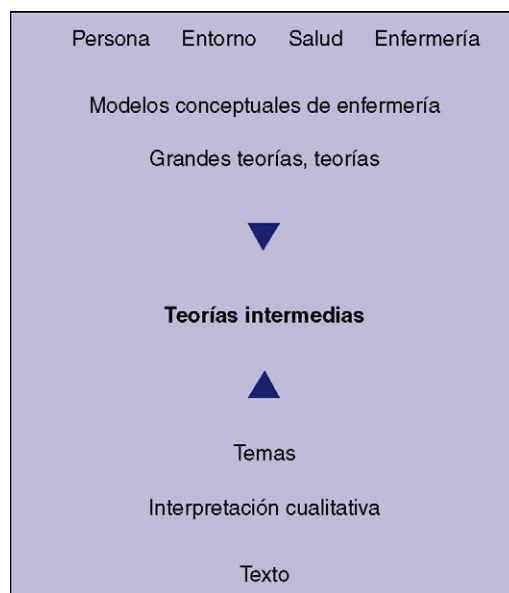 Persona Entorno Salud Enfermería
Modelos conceptuales de enfermería
Grandes teorías, teorías
Teorías intermedias
Temas
Interpretación cualitativa
Texto